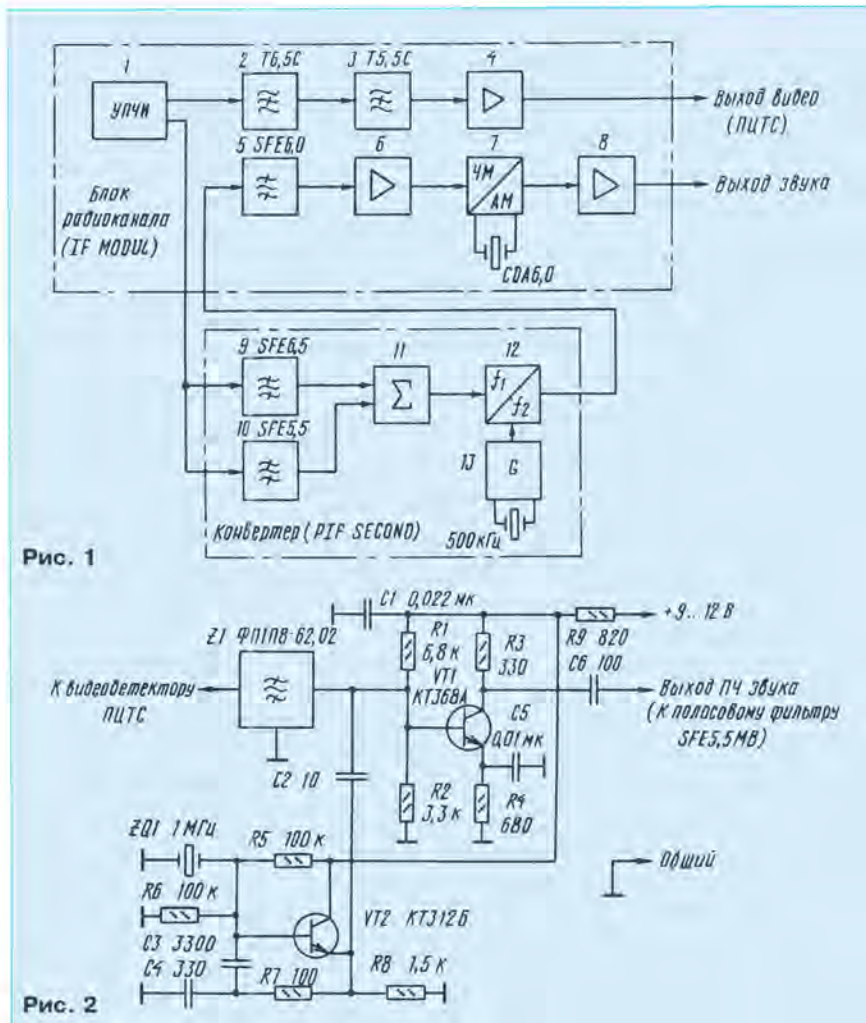 1
2 Т6,5С
3 Т5,5С
4
УПЧИ
Выход видео
(ПЦТС)
5 SFE6,0
6
7
8
ЧМ
АМ
Выход звука
Блок
радиоканала
(IF MODUL)
CDA6,0
9 SFE6,5
11
12
Σ
f1
f2
10 SFE5,5
13
G
Конвертер (PIF SECOND)
500кГц
Рис. 1
C1 0,022 мк
+9..12 В
Z1 ФП1П8-62,02
R1
6,8 к
R3
330
R9 820
C6 100
VT1
КТ368А
К видеодетектору
ПЦТС
Выход ПЧ звука
(К полосовому фильтру
SFE5,5MB)
C5
0,01 мк
C2 10
R2
3,3 к
R4
680
ZQ1 1 МГц
R5 100 к
Общий
R6 100 к
VT2 КТ312Б
C3 3300
C4 330
R7 100
R8 1,5 к
Рис. 2